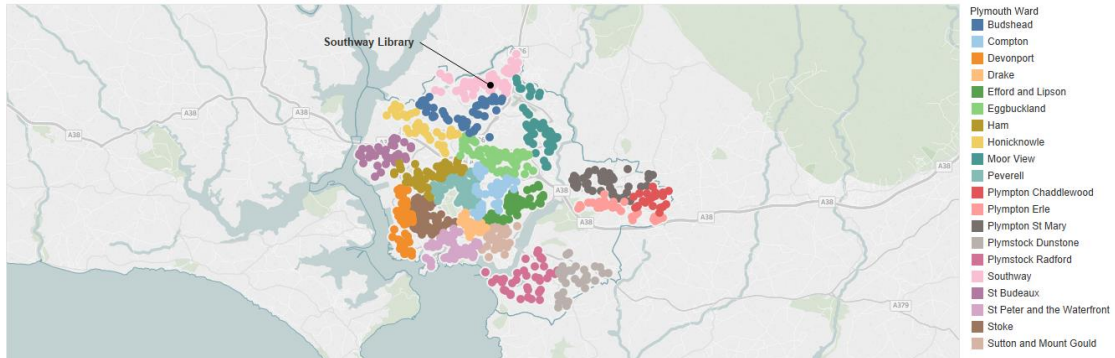 Southway Library
A38
A38
A38
A38
A38
A38
A38
A379
Plymouth Ward
Budshead
Compton
Devonport
Drake
Efford and Lipson
Eggbuckland
Ham
Honicknowle
Moor View
Peverell
Plympton Chaddlewood
Plympton Erle
Plympton St Mary
Plymstock Dunstone
Plymstock Radford
Southway
St Budeaux
St Peter and the Waterfront
Stoke
Sutton and Mount Gould